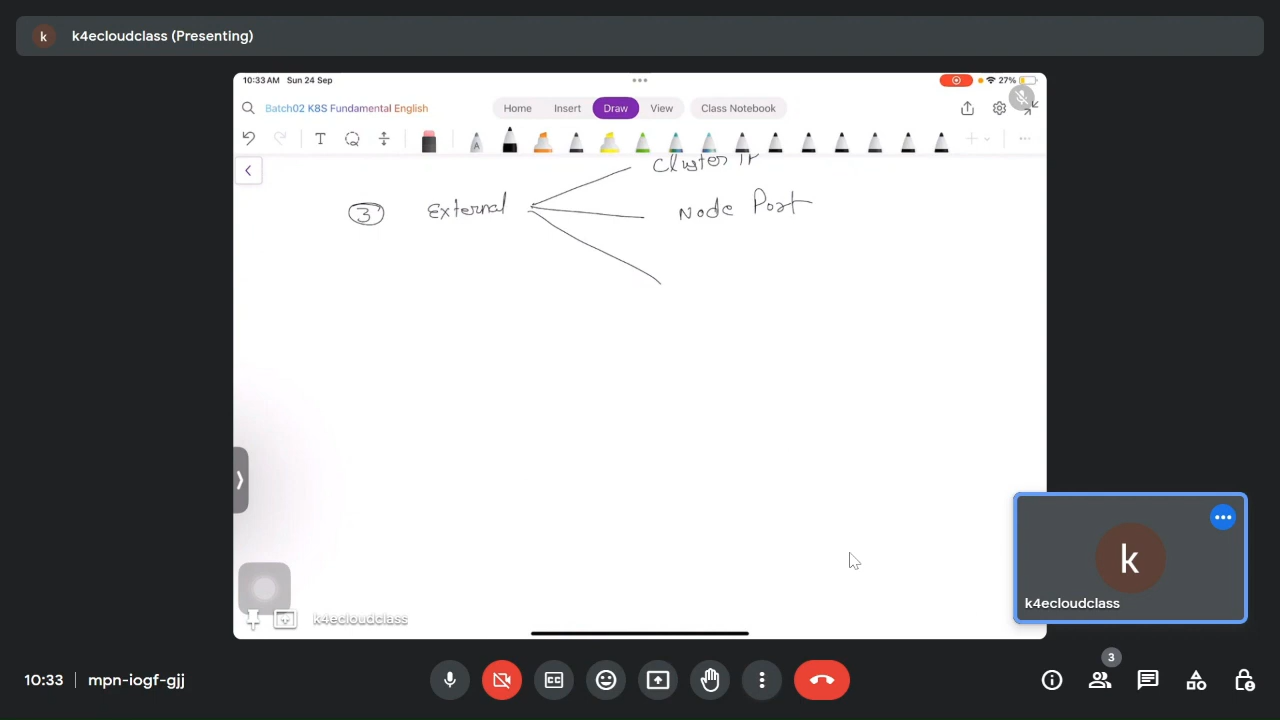 k k4ecloudclass (Presenting)
10:33 AM Sun 24 Sep
27%
Batch02 K8S Fundamental English
Home Insert Draw View Class Notebook
T
A
Cluster IP
3 External
Node Port
k4ecloudclass
k
k4ecloudclass
10:33 mpn-iogf-gjj
CC
3